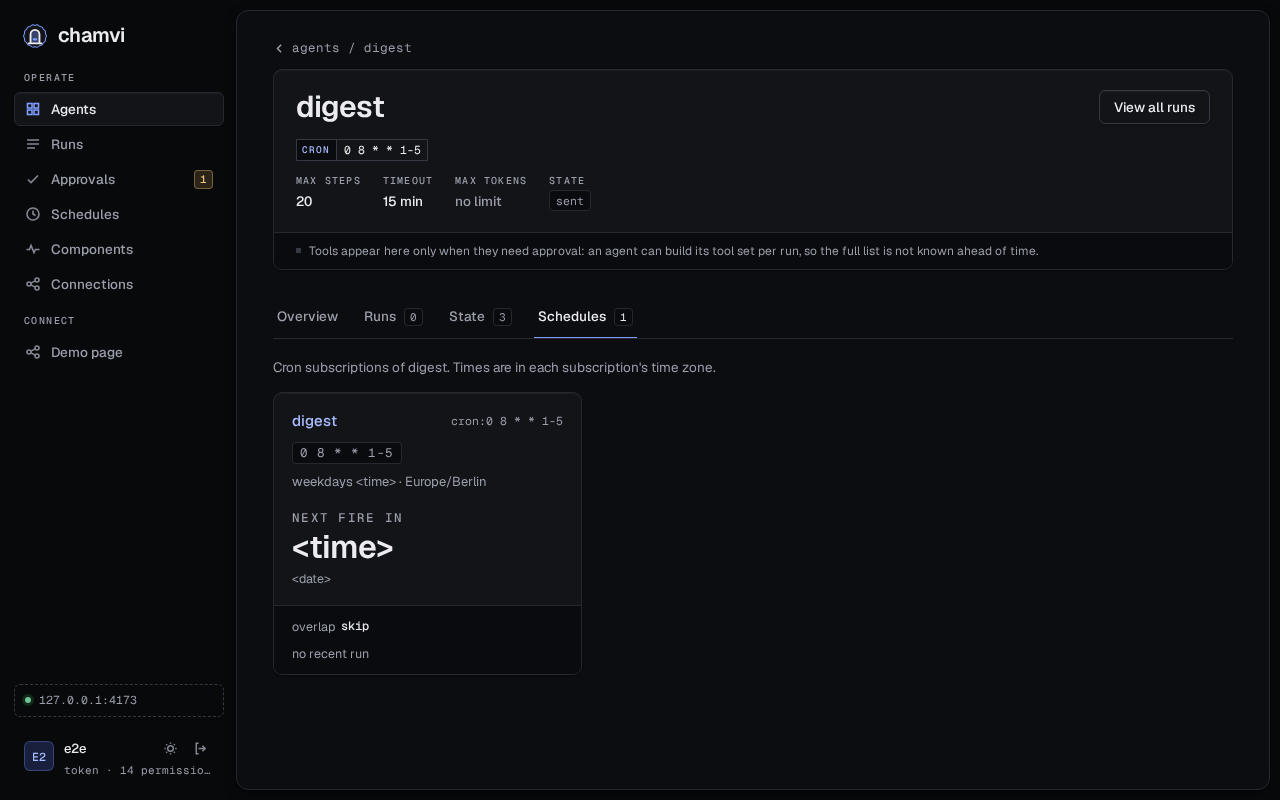 chamvi
OPERATE
Agents
Runs
Approvals 1
Schedules
Components
Connections
CONNECT
Demo page
127.0.0.1:4173
E2
e2e
token · 14 permissio…
agents / digest
digest
View all runs
CRON 0 8 * * 1-5
MAX STEPS TIMEOUT MAX TOKENS STATE
20 15 min no limit sent
Tools appear here only when they need approval: an agent can build its tool set per run, so the full list is not known ahead of time.
Overview Runs 0 State 3 Schedules 1
Cron subscriptions of digest. Times are in each subscription's time zone.
digest cron:0 8 * * 1-5
0 8 * * 1-5
weekdays <time> · Europe/Berlin
NEXT FIRE IN
<time>
<date>
overlap skip
no recent run